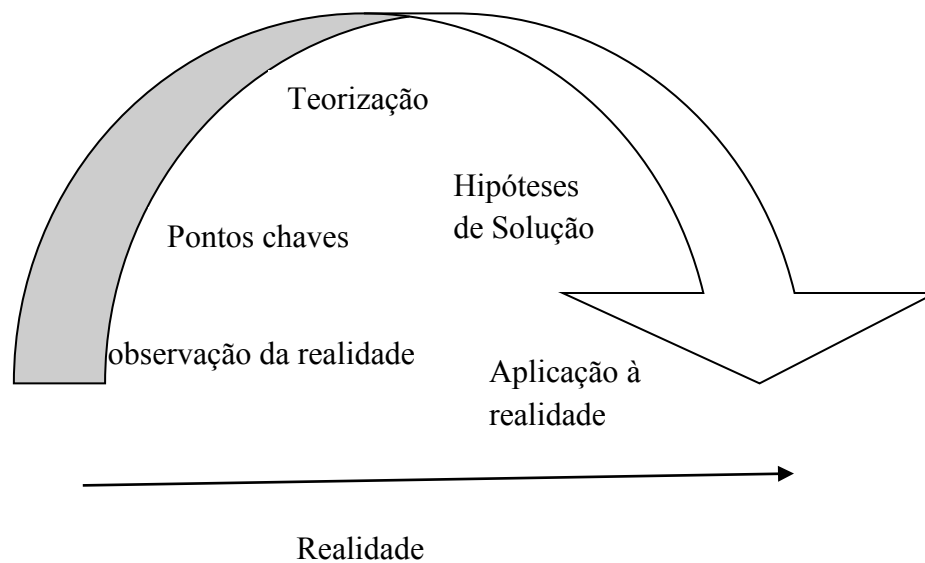 Teorização
Hipóteses
de Solução
Pontos chaves
observação da realidade
Aplicação à
realidade
Realidade